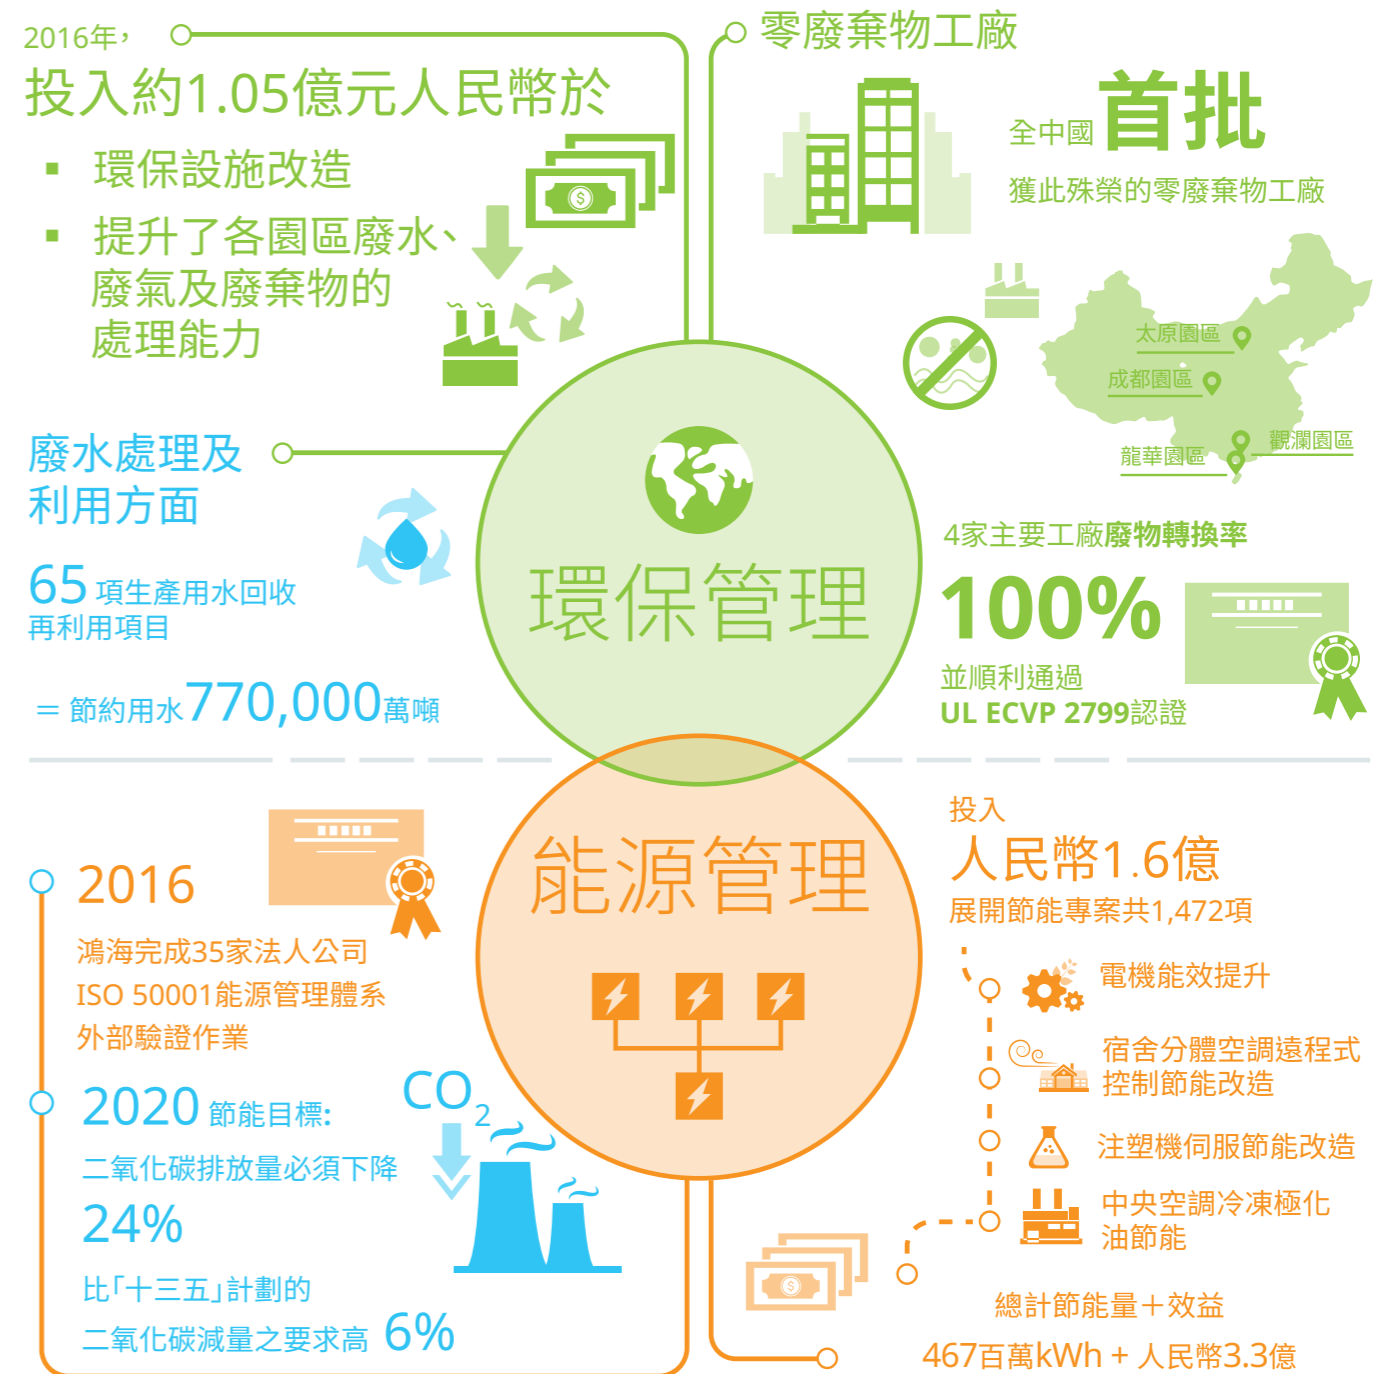 2016年，
投入約1.05億元人民幣於
▪ 環保設施改造
▪ 提升了各園區廢水、
廢氣及廢棄物的
處理能力
零廢棄物工廠
全中國首批
獲此殊榮的零廢棄物工廠
太原園區
成都園區
觀瀾園區
龍華園區
廢水處理及
利用方面
65 項生產用水回收
再利用項目
＝ 節約用水770,000萬噸
環保管理
4家主要工廠廢物轉換率
100%
並順利通過
UL ECVP 2799認證
能源管理
2016
鴻海完成35家法人公司
ISO 50001能源管理體系
外部驗證作業
2020 節能目標:
二氧化碳排放量必須下降
24%
比「十三五」計劃的
二氧化碳減量之要求高 6%
CO2
投入
人民幣1.6億
展開節能專案共1,472項
電機能效提升
宿舍分體空調遠程式
控制節能改造
注塑機伺服節能改造
中央空調冷凍極化
油節能
總計節能量＋效益
467百萬kWh + 人民幣3.3億